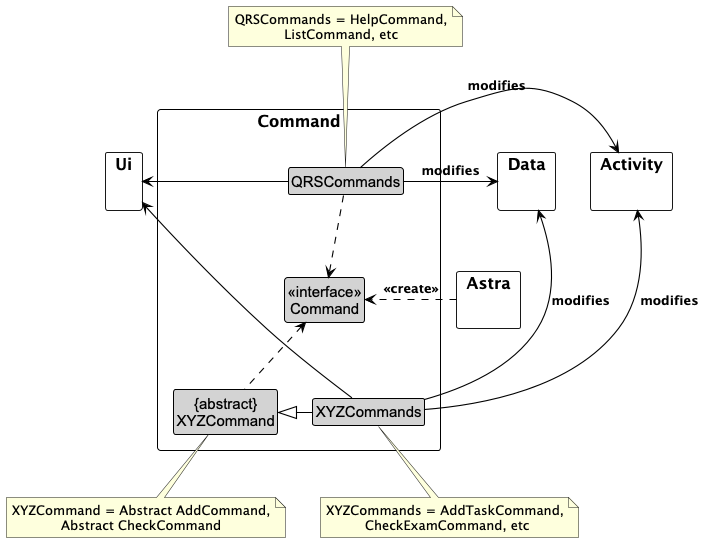 QRSCommands = HelpCommand,
ListCommand, etc
modifies
Command
Ui
QRSCommands
modifies
Data
Activity
«interface»
Command
«create»
Astra
modifies
modifies
{abstract}
XYZCommand
XYZCommands
XYZCommand = Abstract AddCommand,
Abstract CheckCommand
XYZCommands = AddTaskCommand,
CheckExamCommand, etc